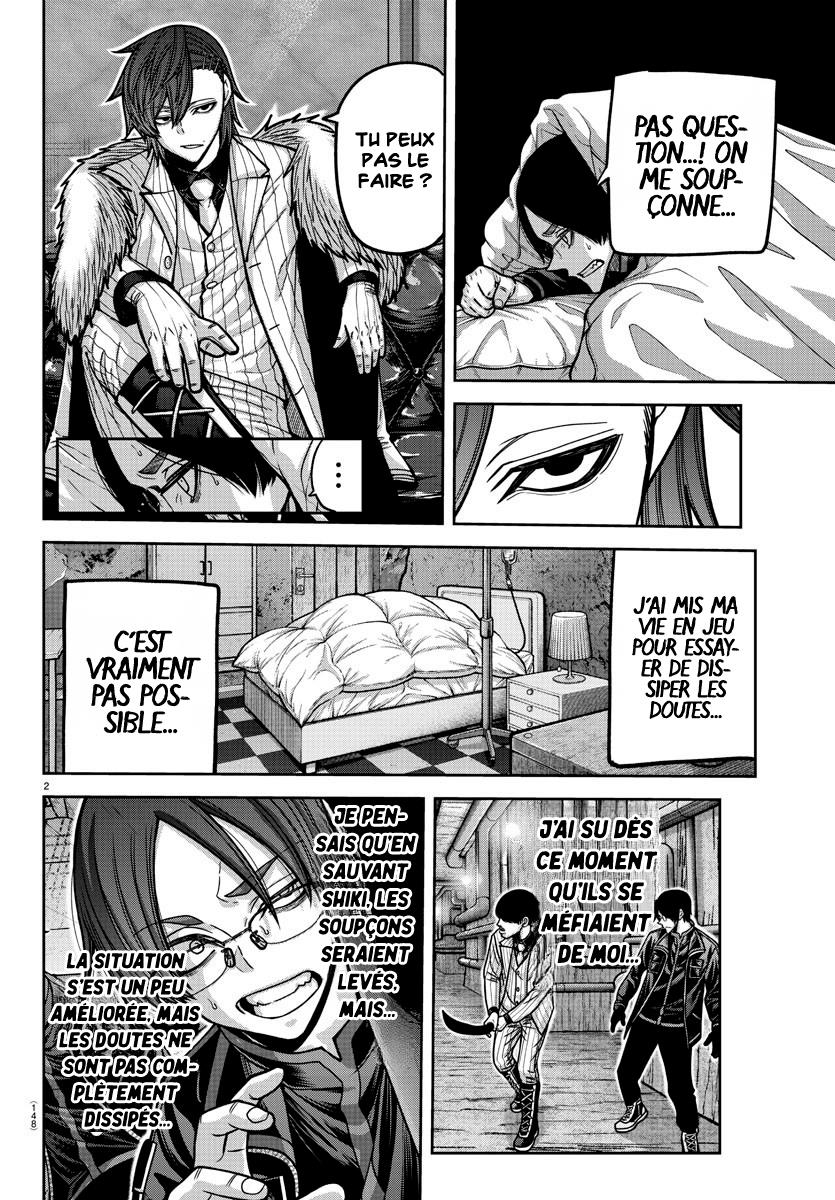 PAS QUES-
TION...! ON
ME SOUP-
ÇONNE...
TU PEUX
PAS LE
FAIRE ?
...
J'AI MIS MA
VIE EN JEU
POUR ESSAY-
ER DE DIS-
SIPER LES
DOUTES...
C'EST
VRAIMENT
PAS POS-
SIBLE...
2
J'AI SU DÈS
CE MOMENT
QU'ILS SE
MÉFIAIENT
DE MOI...
JE PEN-
SAIS QU'EN
SAUVANT
SHIKI, LES
SOUPÇONS
SERAIENT
LEVÉS,
MAIS...
LA SITUATION
S'EST UN PEU
AMÉLIORÉE, MAIS
LES DOUTES NE
SONT PAS COM-
PLÈTEMENT
DISSIPÉS...
(148)